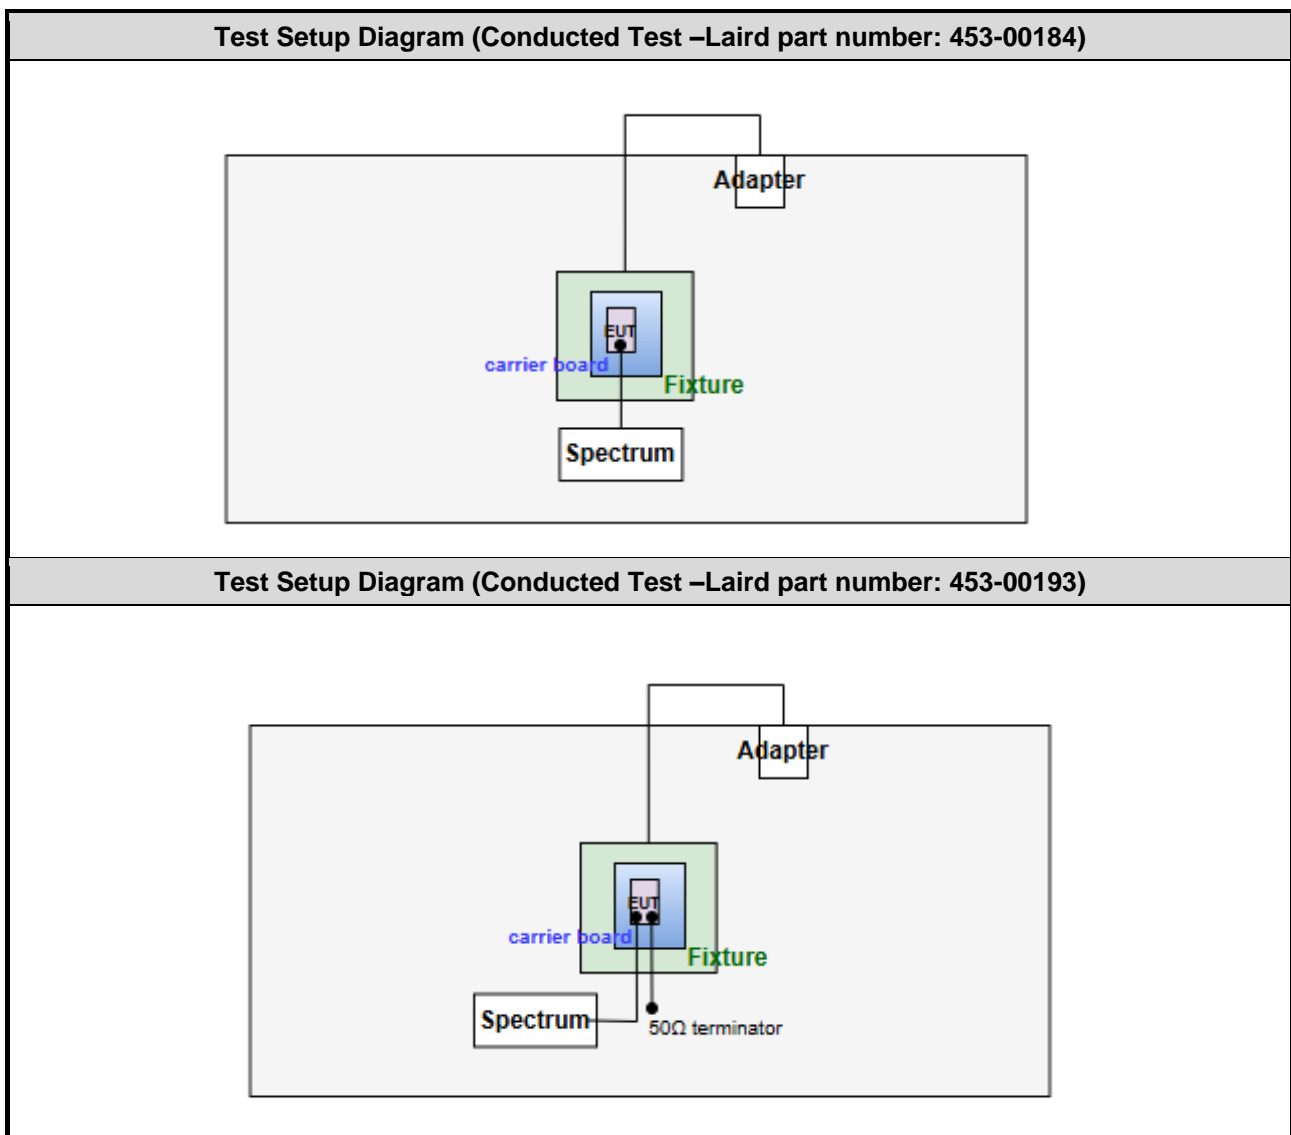 Test Setup Diagram (Conducted Test –Laird part number: 453-00184)
Adapter
EUT
carrier board
Fixture
Spectrum
Test Setup Diagram (Conducted Test –Laird part number: 453-00193)
Adapter
EUT
carrier board
Fixture
Spectrum
50Ω terminator